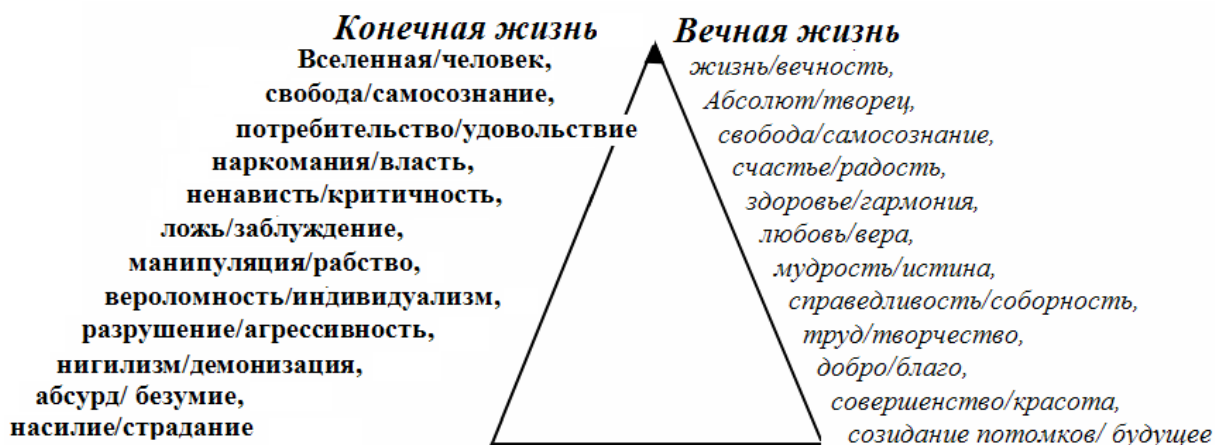 Конечная жизнь
Вселенная/человек,
свобода/самосознание,
потребительство/удовольствие
наркомания/власть,
ненависть/критичность,
ложь/заблуждение,
манипуляция/рабство,
вероломность/индивидуализм,
разрушение/агрессивность,
нигилизм/демонизация,
абсурд/ безумие,
насилие/страдание
Вечная жизнь
жизнь/вечность,
Абсолют/творец,
свобода/самосознание,
счастье/радость,
здоровье/гармония,
любовь/вера,
мудрость/истина,
справедливость/соборность,
труд/творчество,
добро/благо,
совершенство/красота,
созидание потомков/ будущее